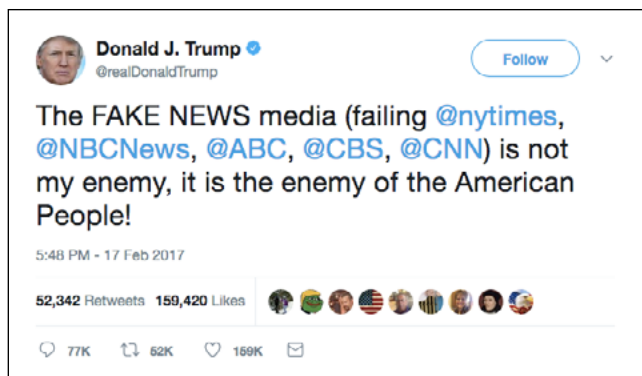 Donald J. Trump
@realDonaldTrump
Follow
The FAKE NEWS media (failing @nytimes,
@NBCNews, @ABC, @CBS, @CNN) is not
my enemy, it is the enemy of the American
People!
5:48 PM - 17 Feb 2017
52,342 Retweets 159,420 Likes
77K 52K 159K